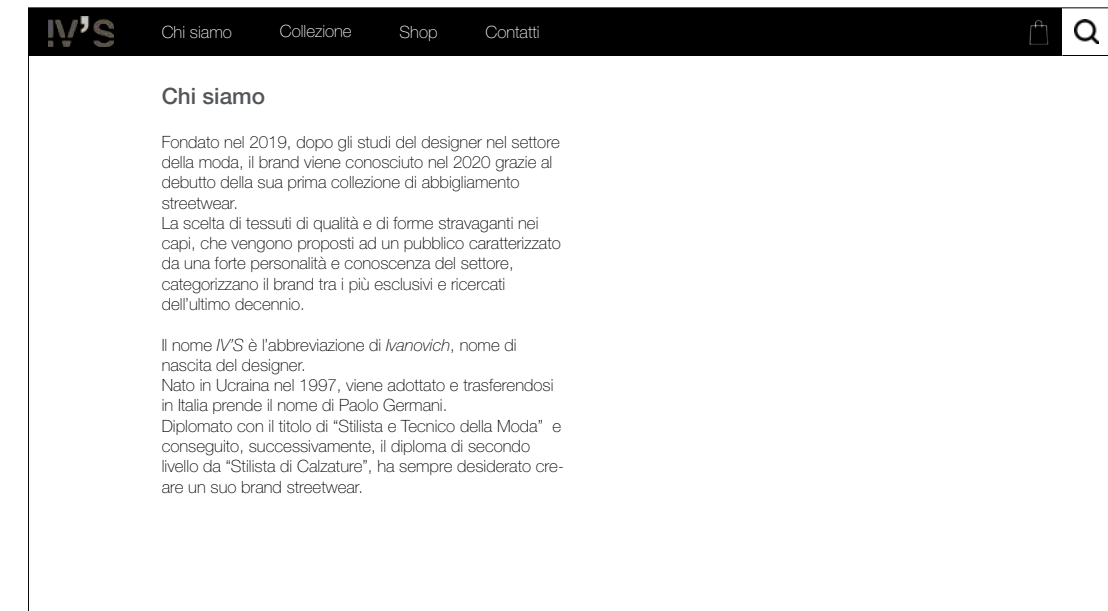 IV'S
Chi siamo
Collezione
Shop
Contatti
Chi siamo
Fondato nel 2019, dopo gli studi del designer nel settore
della moda, il brand viene conosciuto nel 2020 grazie al
debutto della sua prima collezione di abbigliamento
streetwear.
La scelta di tessuti di qualità e di forme stravaganti nei
capi, che vengono proposti ad un pubblico caratterizzato
da una forte personalità e conoscenza del settore,
categorizzano il brand tra i più esclusivi e ricercati
dell'ultimo decennio.
Il nome IV'S è l'abbreviazione di Ivanovich, nome di
nascita del designer.
Nato in Ucraina nel 1997, viene adottato e trasferendosi
in Italia prende il nome di Paolo Germani.
Diplomato con il titolo di “Stilista e Tecnico della Moda”  e
conseguito, successivamente, il diploma di secondo
livello da “Stilista di Calzature”, ha sempre desiderato cre-
are un suo brand streetwear.